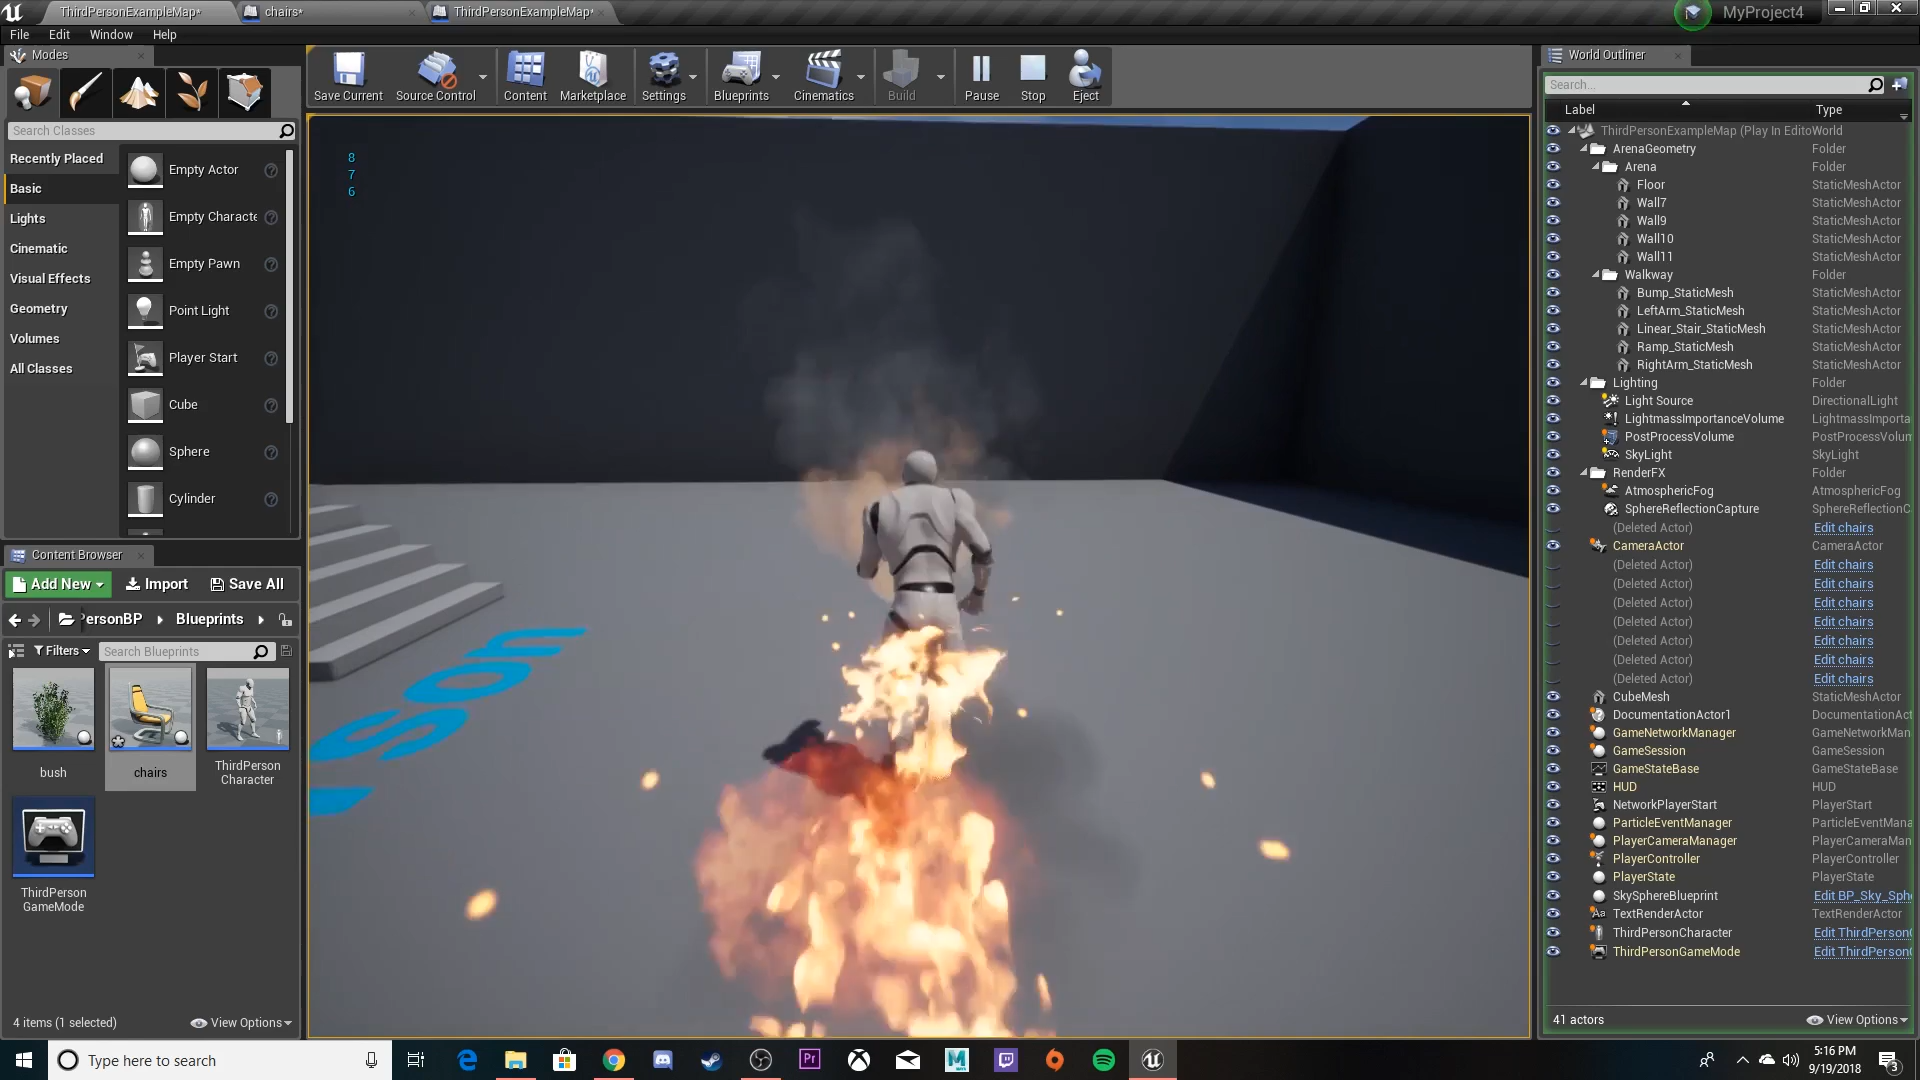 ThirdPersonExampleMap*
chairs*
ThirdPersonExampleMap*
MyProject4
File Edit Window Help
Modes
Save Current
Source Control
Content
Marketplace
Settings
Blueprints
Cinematics
Build
Pause
Stop
Eject
Search Classes
Recently Placed
Basic
Lights
Cinematic
Visual Effects
Geometry
Volumes
All Classes
Empty Actor
Empty Characte
Empty Pawn
Point Light
Player Start
Cube
Sphere
Cylinder
Content Browser
Add New Import Save All
PersonBP Blueprints
Filters Search Blueprints
bush
chairs
ThirdPerson
Character
ThirdPerson
GameMode
4 items (1 selected) View Options
8
7
6
World Outliner
Search...
Label Type
ThirdPersonExampleMap (Play In EditoWorld
ArenaGeometry Folder
Arena Folder
Floor StaticMeshActor
Wall7 StaticMeshActor
Wall9 StaticMeshActor
Wall10 StaticMeshActor
Wall11 StaticMeshActor
Walkway Folder
Bump_StaticMesh StaticMeshActor
LeftArm_StaticMesh StaticMeshActor
Linear_Stair_StaticMesh StaticMeshActor
Ramp_StaticMesh StaticMeshActor
RightArm_StaticMesh StaticMeshActor
Lighting Folder
Light Source DirectionalLight
LightmassImportanceVolume LightmassImporta
PostProcessVolume PostProcessVolum
SkyLight SkyLight
RenderFX Folder
AtmosphericFog AtmosphericFog
SphereReflectionCapture SphereReflectionC
(Deleted Actor) Edit chairs
CameraActor CameraActor
(Deleted Actor) Edit chairs
(Deleted Actor) Edit chairs
(Deleted Actor) Edit chairs
(Deleted Actor) Edit chairs
(Deleted Actor) Edit chairs
(Deleted Actor) Edit chairs
(Deleted Actor) Edit chairs
CubeMesh StaticMeshActor
DocumentationActor1 DocumentationAct
GameNetworkManager GameNetworkMan
GameSession GameSession
GameStateBase GameStateBase
HUD HUD
NetworkPlayerStart PlayerStart
ParticleEventManager ParticleEventMana
PlayerCameraManager PlayerCameraMan
PlayerController PlayerController
PlayerState PlayerState
SkySphereBlueprint Edit BP_Sky_Sph
TextRenderActor TextRenderActor
ThirdPersonCharacter Edit ThirdPerson
ThirdPersonGameMode Edit ThirdPerson
41 actors View Options
Type here to search
5:16 PM
9/19/2018
3